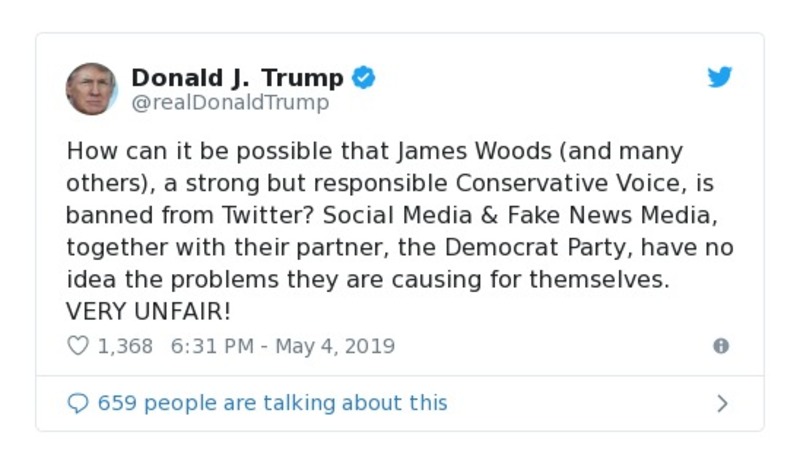 Donald J. Trump
@realDonaldTrump
How can it be possible that James Woods (and many
others), a strong but responsible Conservative Voice, is
banned from Twitter? Social Media & Fake News Media,
together with their partner, the Democrat Party, have no
idea the problems they are causing for themselves.
VERY UNFAIR!
1,368 6:31 PM - May 4, 2019
659 people are talking about this